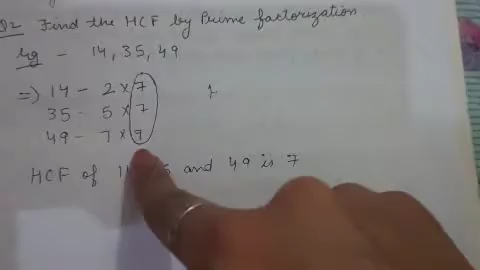 Q2 Find the HCF by Prime factorization
eg - 14, 35, 49
=) 14 - 2 × 7
35 - 5 × 7
49 - 7 × 7
HCF of and 49 is 7